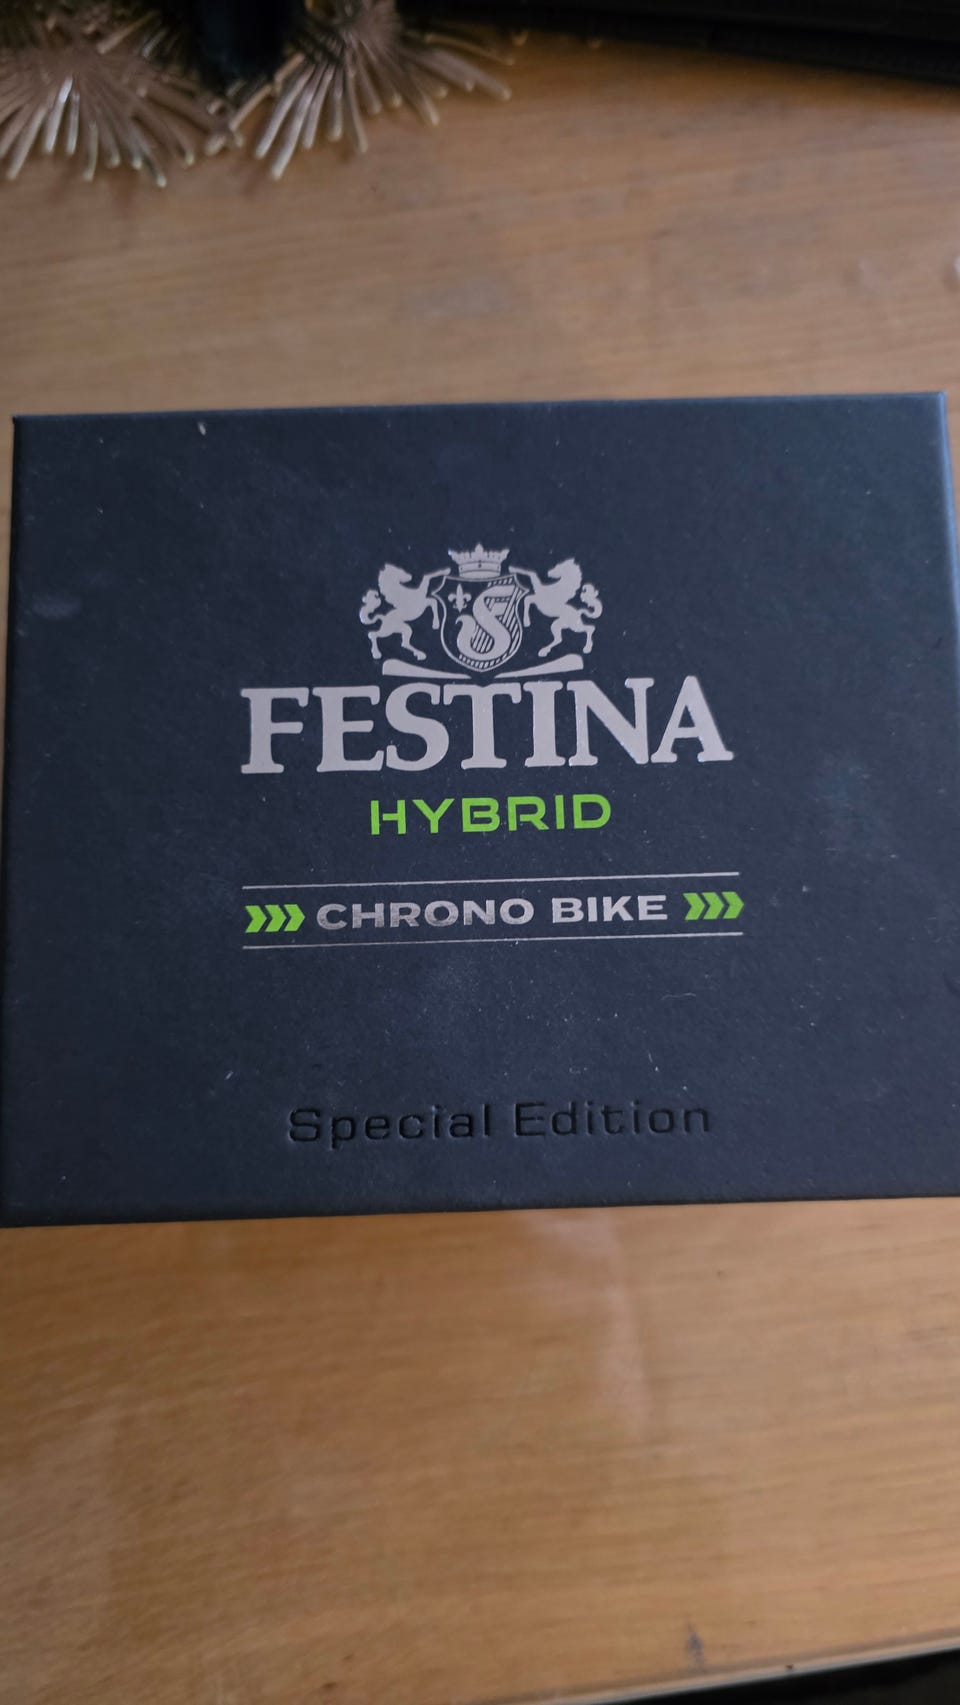 FESTINA
HYBRID
CHRONO BIKE
Special Edition